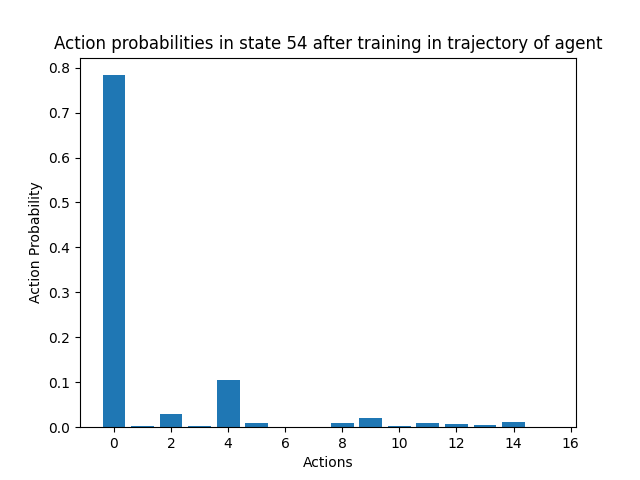 Action probabilities in state 54 after training in trajectory of agent
0.8
0.7
0.6
0.5
0.4
0.3
0.2
0.1
0.0
Action Probability
0 2 4 6 8 10 12 14 16
Actions